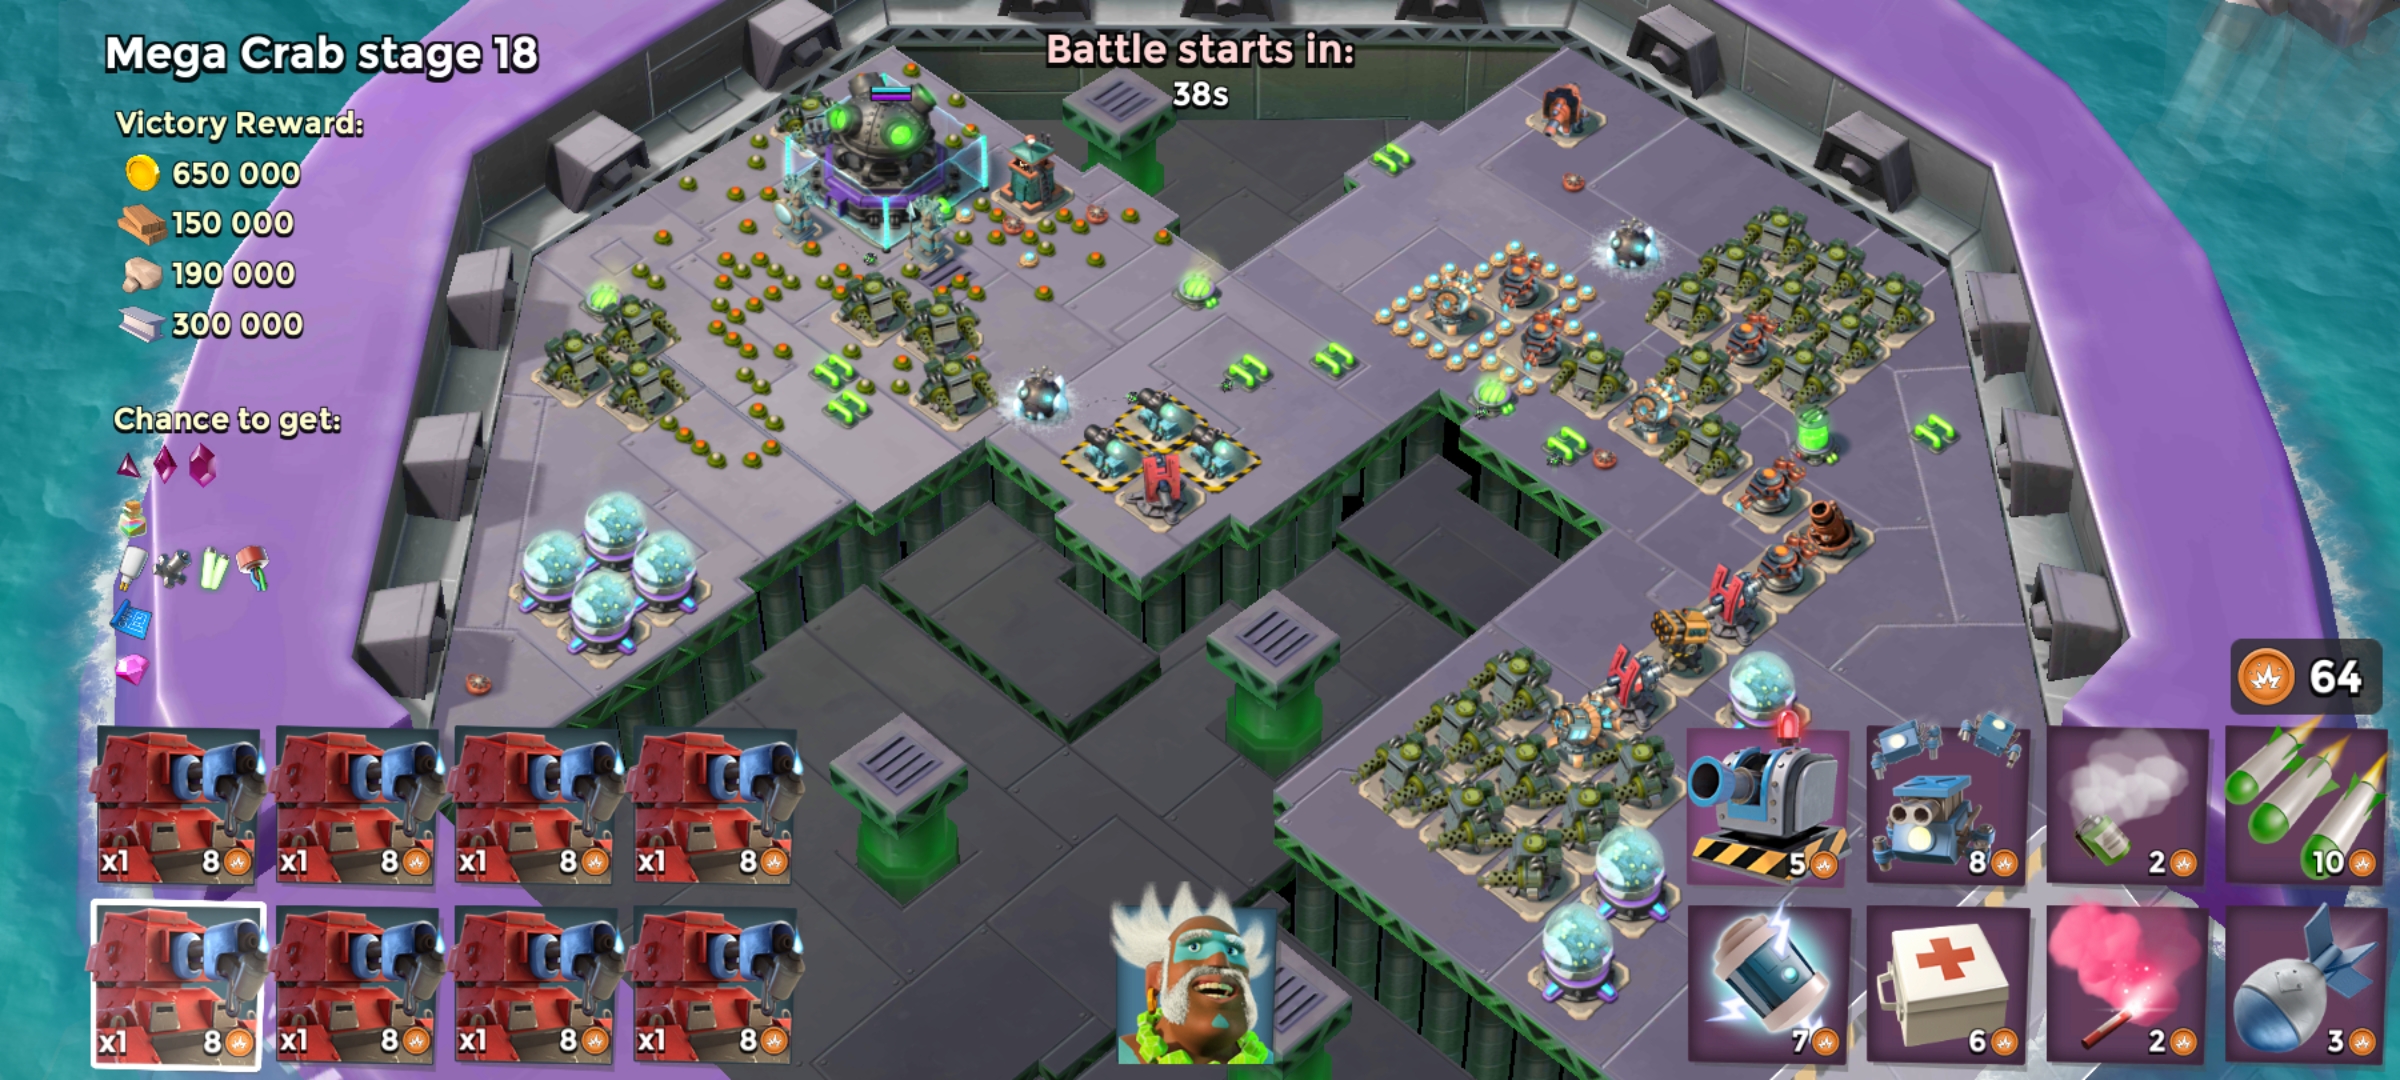 Mega Crab stage 18
Battle starts in:
38s
Victory Reward:
650 000
150 000
190 000
300 000
Chance to get:
64
x1 8
x1 8
x1 8
x1 8
5
8
2
10
x1 8
x1 8
x1 8
x1 8
7
6
2
3